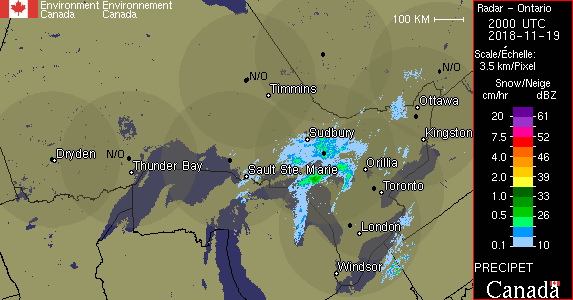 Environment Environnement
Canada Canada
100 KM
N/O
N/O
Timmins
Ottawa
Sudbury
Kingston
Dryden
N/O
Thunder Bay
Sault Ste. Marie
Orillia
Toronto
London
Windsor
Radar - Ontario
2000 UTC
2018-11-19
Scale/Échelle:
3.5 km/Pixel
Snow/Neige
cm/hr dBZ
20 61
7.5 52
4.0 46
2.0 39
1.0 33
0.5 26
0.1 10
PRECIPET
Canada